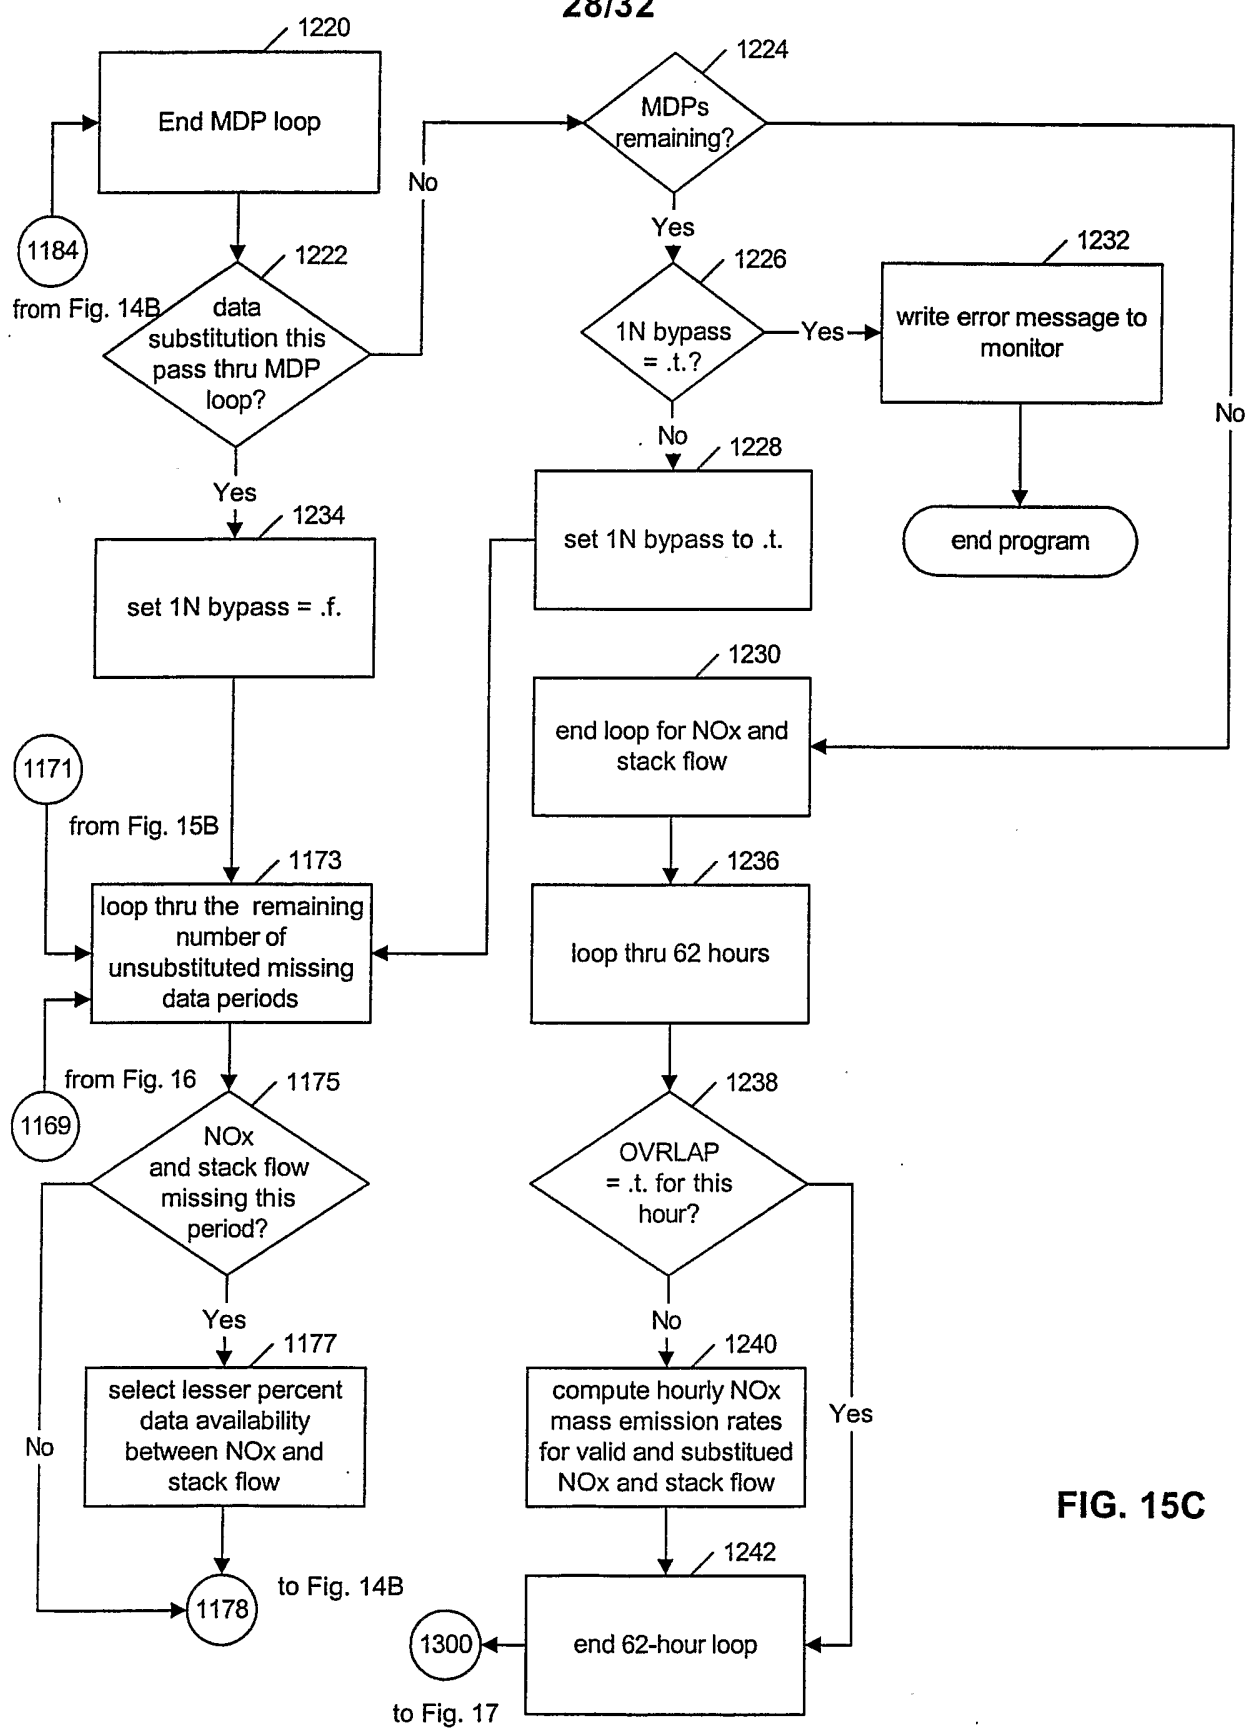 28/32
1220
End MDP loop
1184
from Fig. 14B
1222
data
substitution this
pass thru MDP
loop?
No
Yes
1234
set 1N bypass = .f.
1171
from Fig. 15B
1173
loop thru the remaining
number of
unsubstituted missing
data periods
from Fig. 16
1169
1175
NOx
and stack flow
missing this
period?
Yes
No
1177
select lesser percent
data availability
between NOx and
stack flow
1178
to Fig. 14B
1224
MDPs
remaining?
Yes
No
1226
1N bypass
= .t.?
Yes
1232
write error message to
monitor
end program
No
1228
set 1N bypass to .t.
1230
end loop for NOx and
stack flow
1236
loop thru 62 hours
1238
OVRLAP
= .t. for this
hour?
No
Yes
1240
compute hourly NOx
mass emission rates
for valid and substitued
NOx and stack flow
1242
end 62-hour loop
1300
to Fig. 17
FIG. 15C